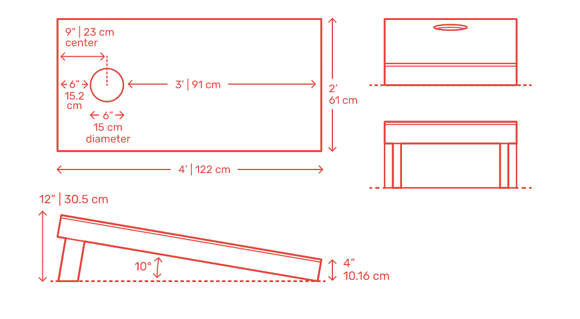 9" | 23 cm
center
6"
15.2
cm
3' | 91 cm
6"
15 cm
diameter
2'
61 cm
4' | 122 cm
12" | 30.5 cm
10°
4"
10.16 cm